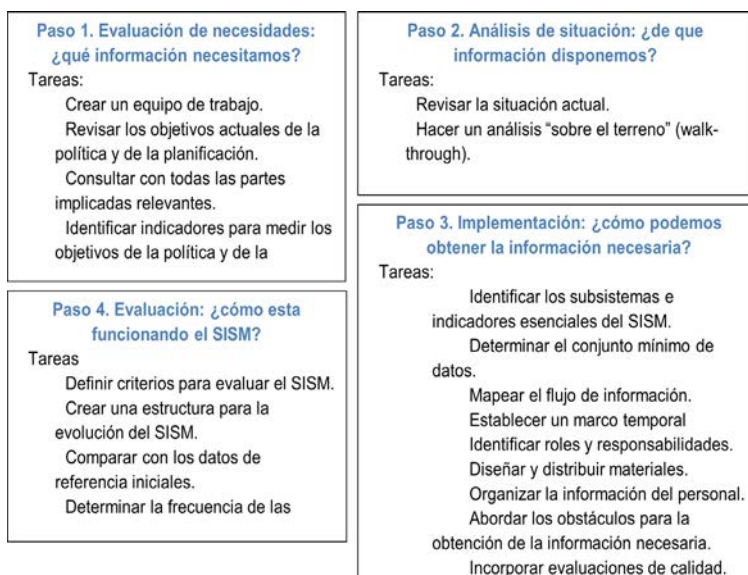 Paso 1. Evaluación de necesidades:
¿qué información necesitamos?
Tareas:
Crear un equipo de trabajo.
Revisar los objetivos actuales de la
política y de la planificación.
Consultar con todas las partes
implicadas relevantes.
Identificar indicadores para medir los
objetivos de la política y de la
Paso 2. Análisis de situación: ¿de que
información disponemos?
Tareas:
Revisar la situación actual.
Hacer un análisis “sobre el terreno” (walk-
through).
Paso 3. Implementación: ¿cómo podemos
obtener la información necesaria?
Tareas:
Identificar los subsistemas e
indicadores esenciales del SISM.
Determinar el conjunto mínimo de
datos.
Mapear el flujo de información.
Establecer un marco temporal
Identificar roles y responsabilidades.
Diseñar y distribuir materiales.
Organizar la información del personal.
Abordar los obstáculos para la
obtención de la información necesaria.
Incorporar evaluaciones de calidad.
Paso 4. Evaluación: ¿cómo esta
funcionando el SISM?
Tareas
Definir criterios para evaluar el SISM.
Crear una estructura para la
evolución del SISM.
Comparar con los datos de
referencia iniciales.
Determinar la frecuencia de las